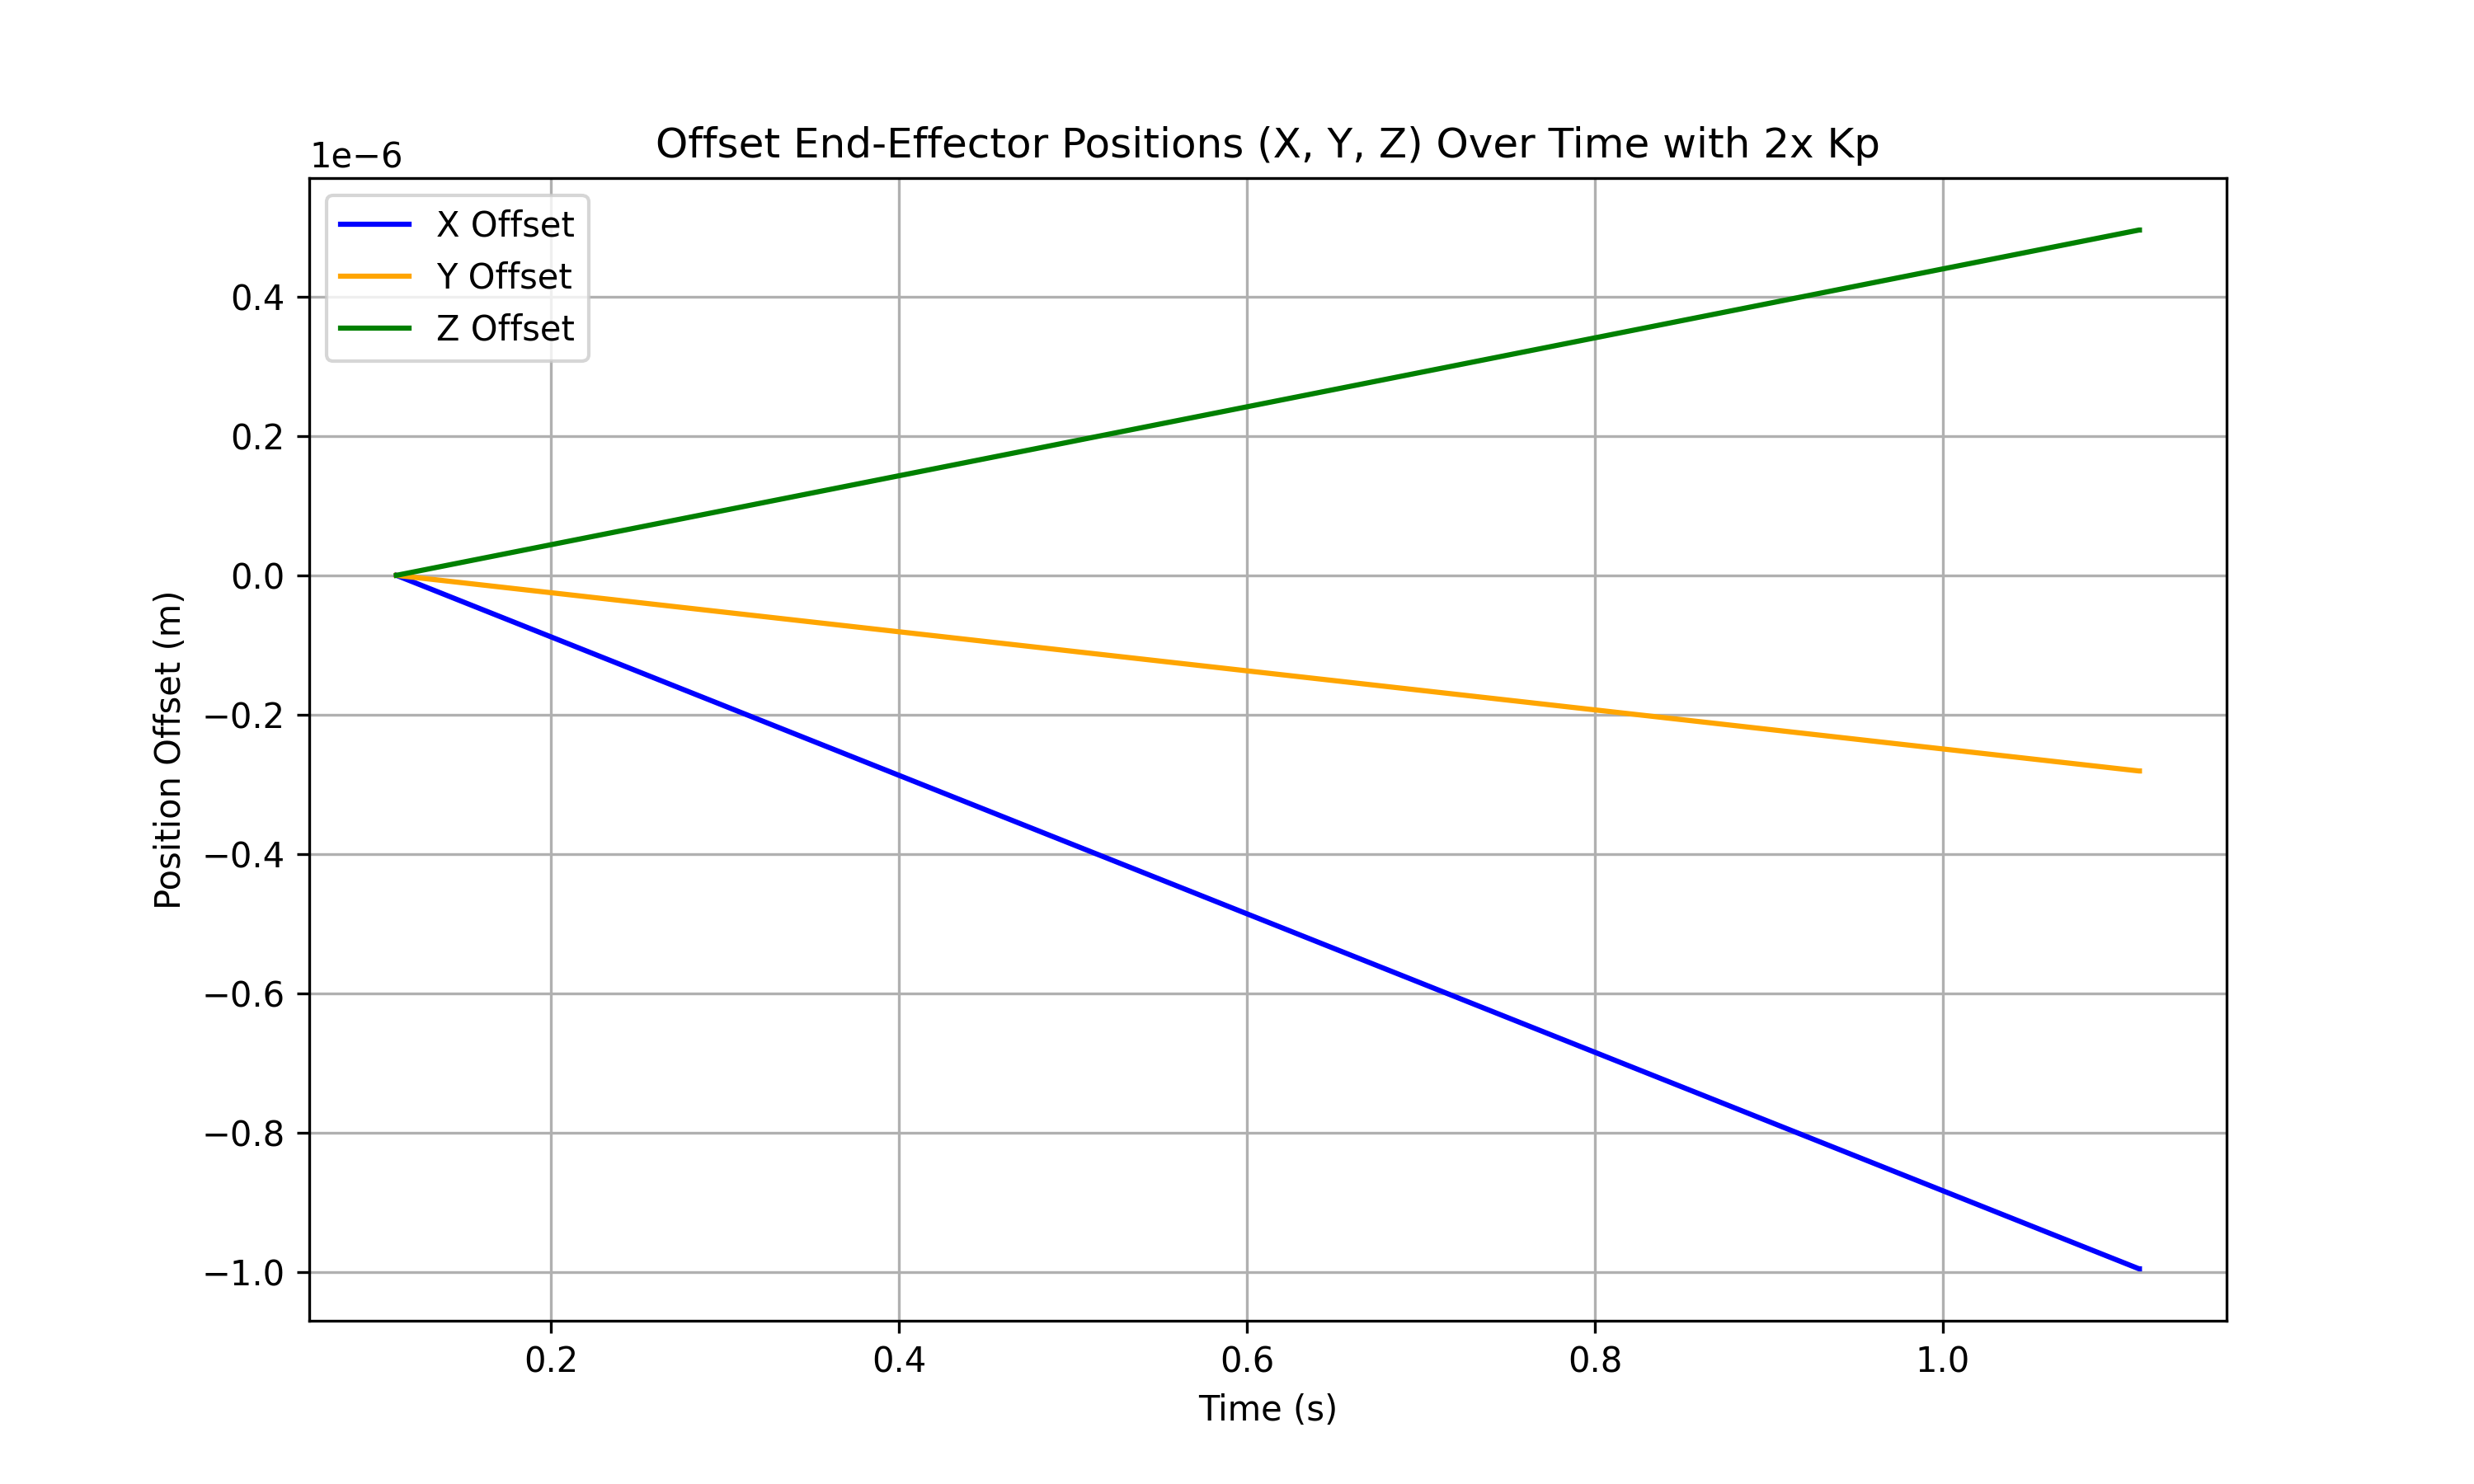 Offset End-Effector Positions (X, Y, Z) Over Time with 2x Kp
1e−6
X Offset
Y Offset
Z Offset
0.4
0.2
0.0
−0.2
−0.4
−0.6
−0.8
−1.0
Position Offset (m)
0.2 0.4 0.6 0.8 1.0
Time (s)